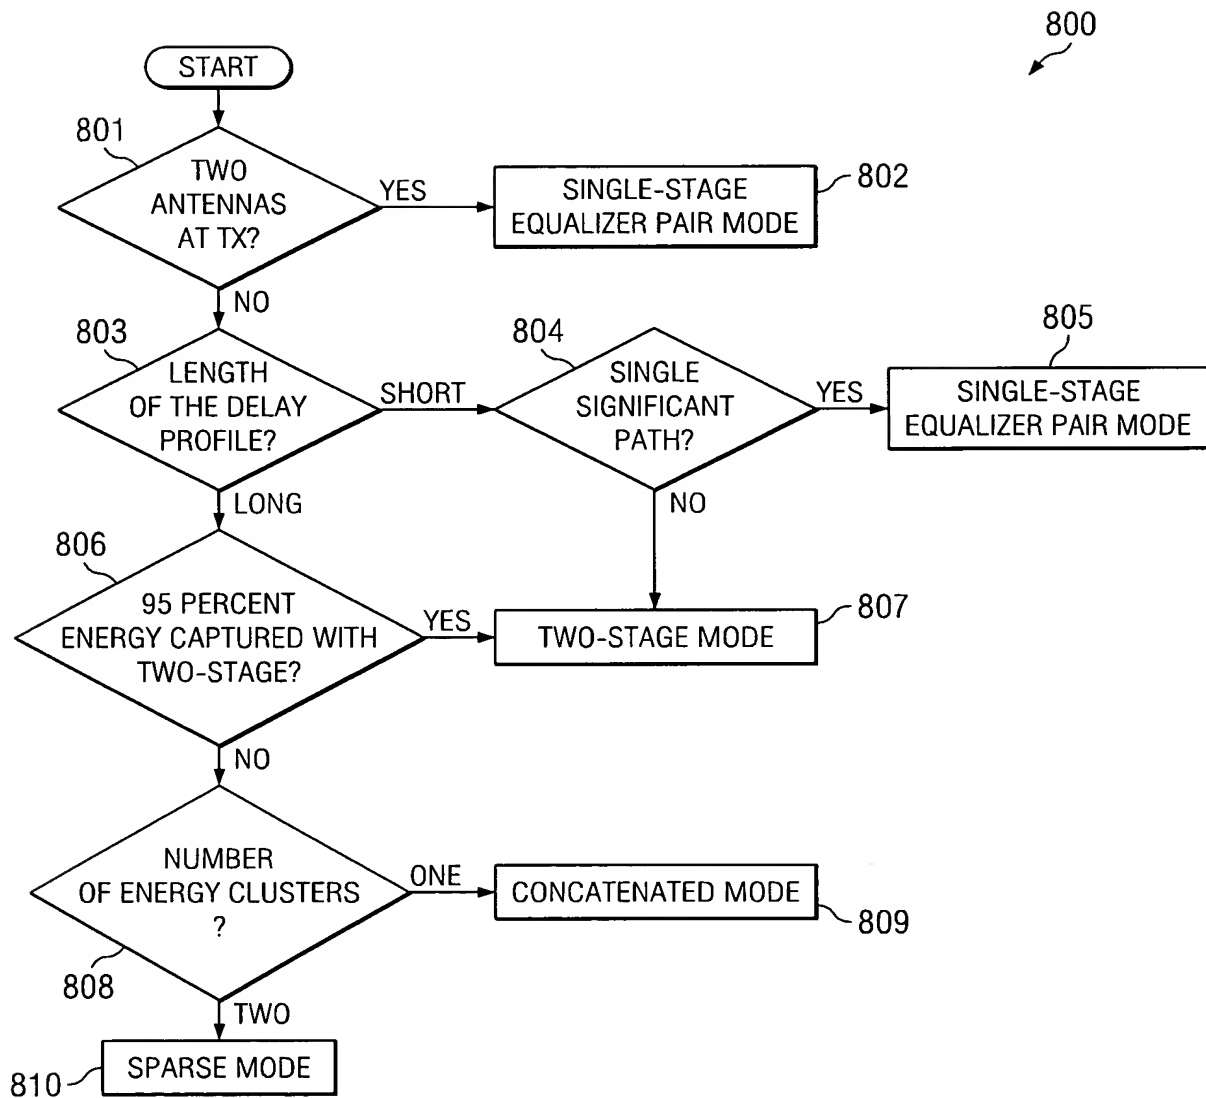 800
START
801
TWO
ANTENNAS
AT TX?
YES
SINGLE-STAGE
EQUALIZER PAIR MODE
802
NO
803
LENGTH
OF THE DELAY
PROFILE?
SHORT
804
SINGLE
SIGNIFICANT
PATH?
YES
805
SINGLE-STAGE
EQUALIZER PAIR MODE
LONG
NO
806
95 PERCENT
ENERGY CAPTURED WITH
TWO-STAGE?
YES
TWO-STAGE MODE
807
NO
NUMBER
OF ENERGY CLUSTERS
?
808
ONE
CONCATENATED MODE
809
TWO
SPARSE MODE
810